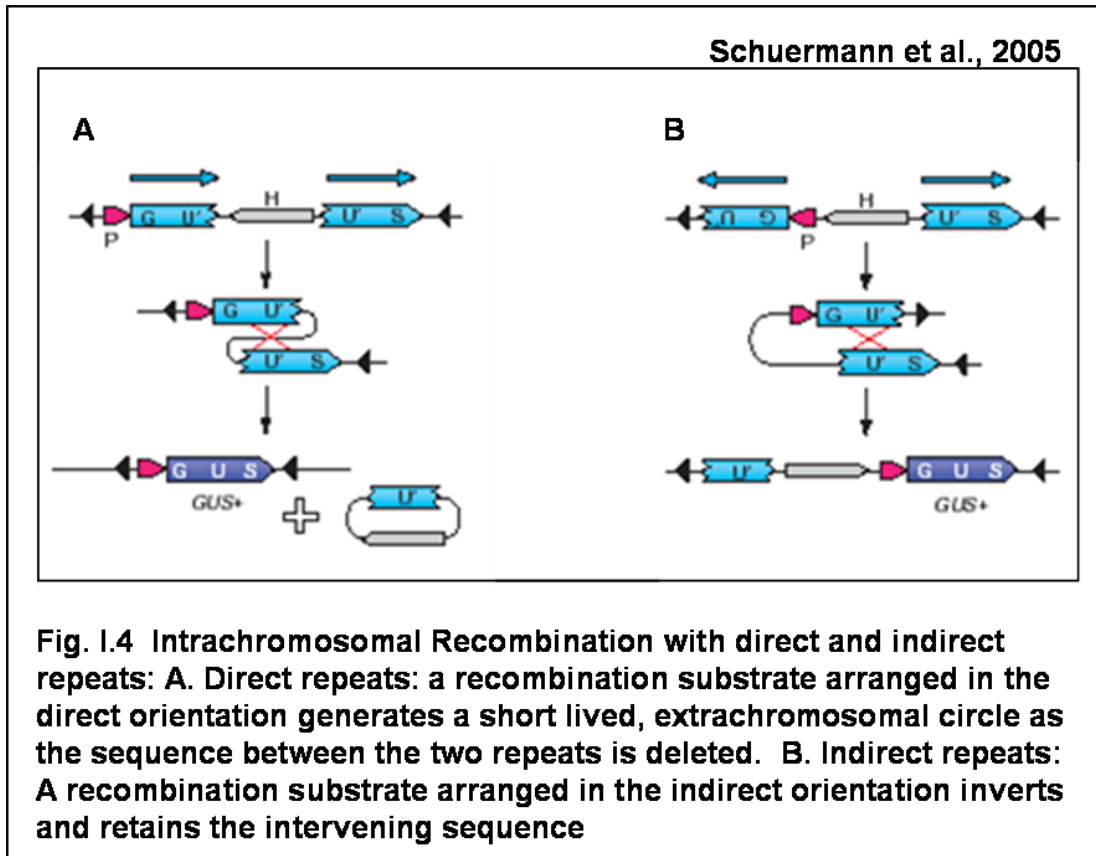 Schuermann et al., 2005
A
B
H
G U' U' S
P
H
U G U' S
P
G U'
U' S
G U'
U' S
G U S
GUS+
U'
U' G U S
GUS+
Fig. I.4 Intrachromosomal Recombination with direct and indirect
repeats: A. Direct repeats: a recombination substrate arranged in the
direct orientation generates a short lived, extrachromosomal circle as
the sequence between the two repeats is deleted. B. Indirect repeats:
A recombination substrate arranged in the indirect orientation inverts
and retains the intervening sequence